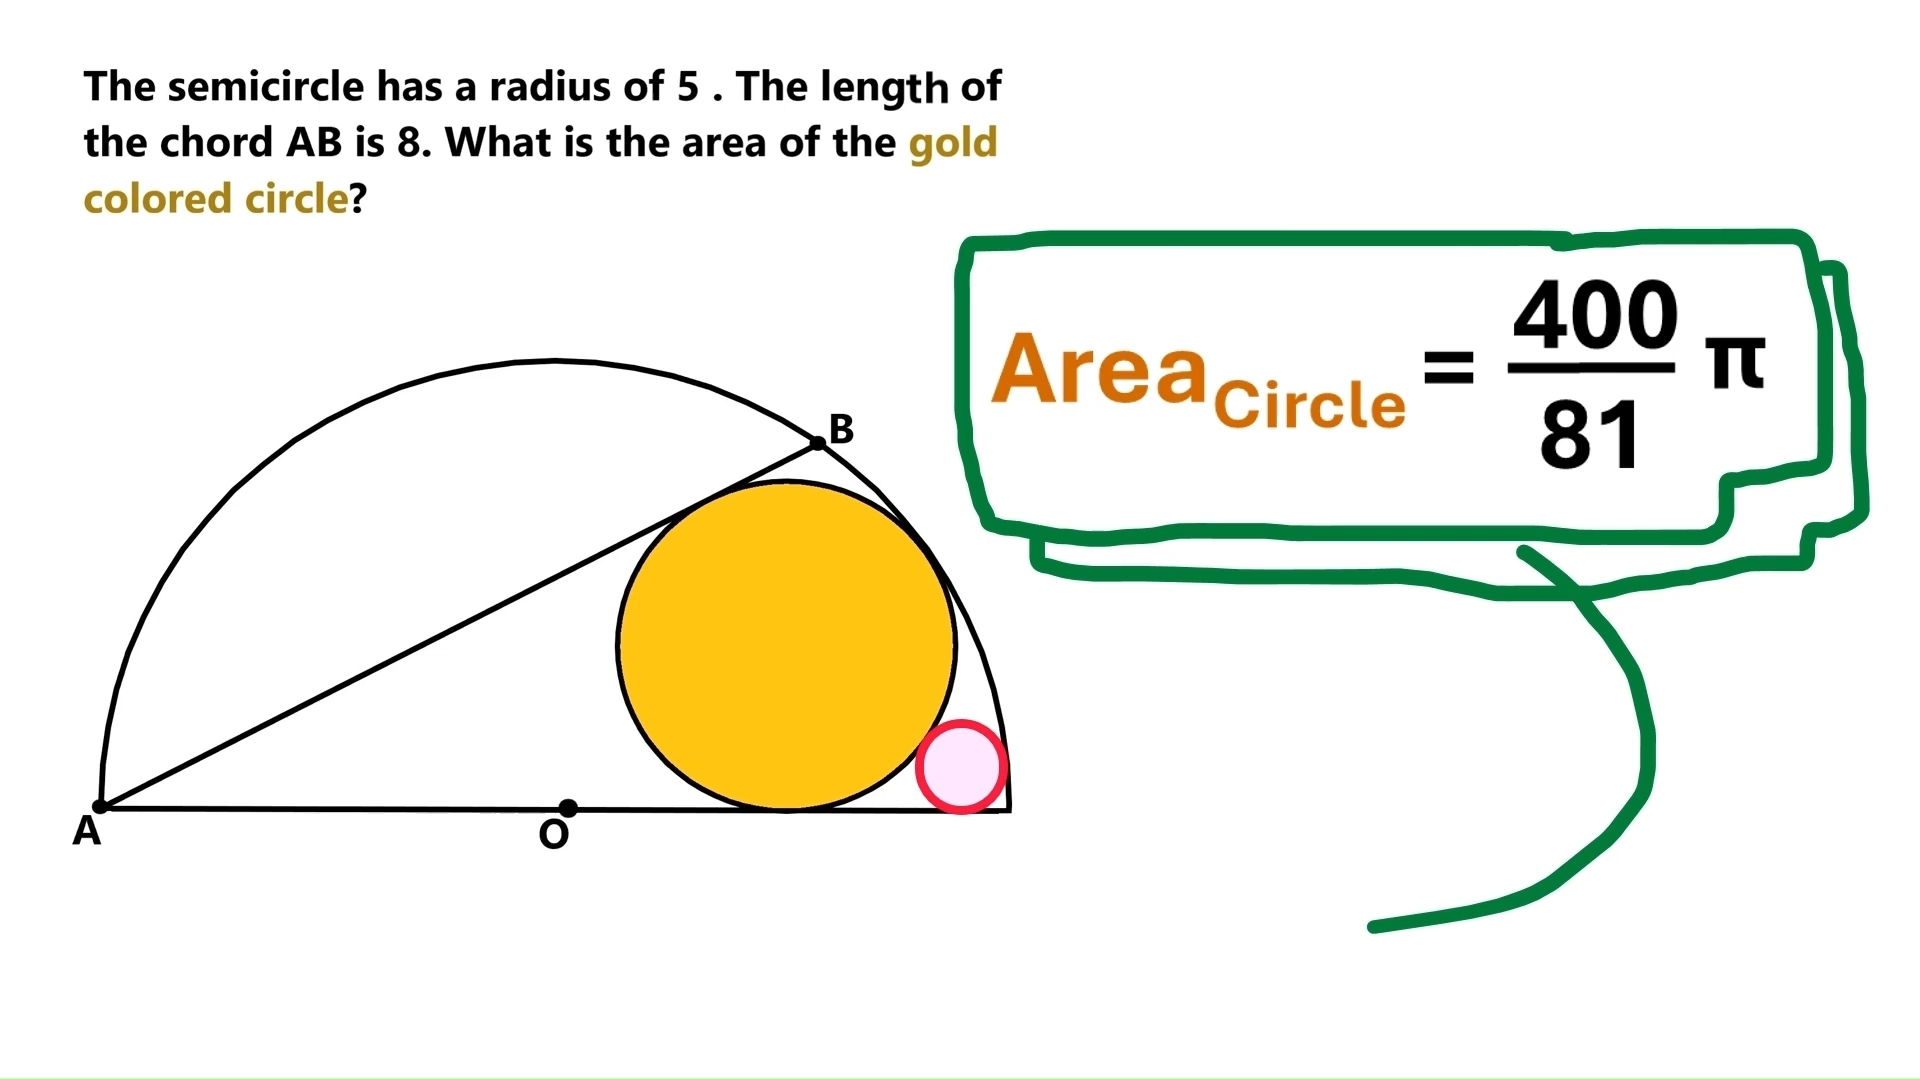 The semicircle has a radius of 5 . The length of
the chord AB is 8. What is the area of the gold
colored circle?
Area Circle = 400/81 π
B
A
O